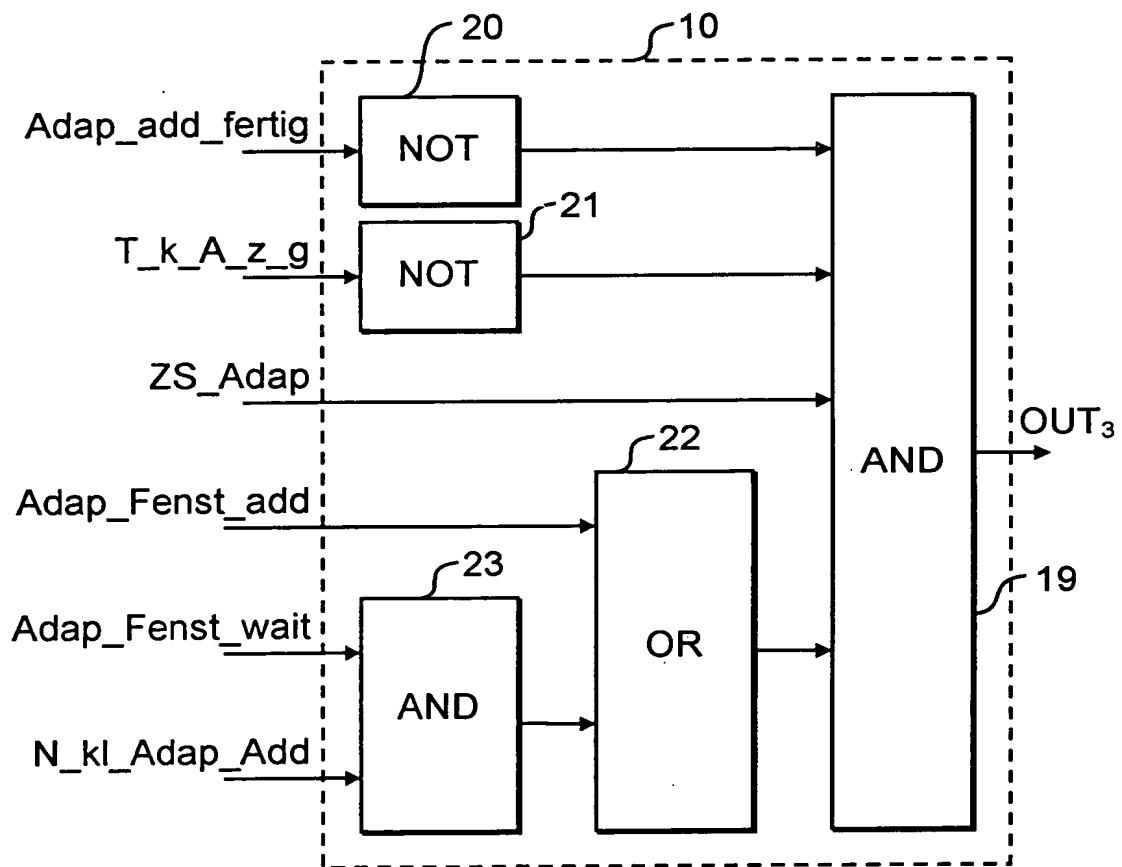 20
10
Adap_add_fertig
NOT
21
T_k_A_z_g
NOT
ZS_Adap
22
AND
OUT₃
Adap_Fenst_add
23
19
Adap_Fenst_wait
OR
AND
N_kl_Adap_Add